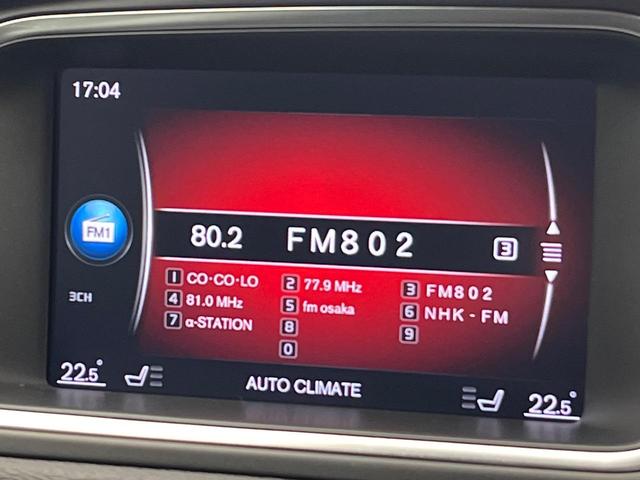 17:04
FM1
80.2 FM802 3
3CH
1 CO·CO·LO 2 77.9 MHz 3 FM802
4 81.0 MHz 5 fm osaka 6 NHK-FM
7 α-STATION 8 9
0
22.5° AUTO CLIMATE 22.5°